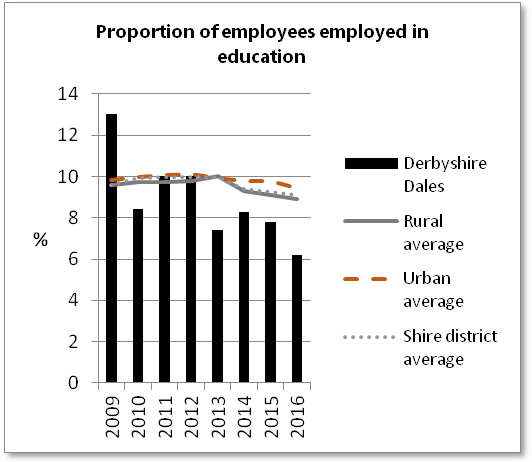 Proportion of employees employed in
education
14
12
10
8
6
4
2
0
%
2009
2010
2011
2012
2013
2014
2015
2016
Derbyshire
Dales
Rural
average
Urban
average
Shire district
average